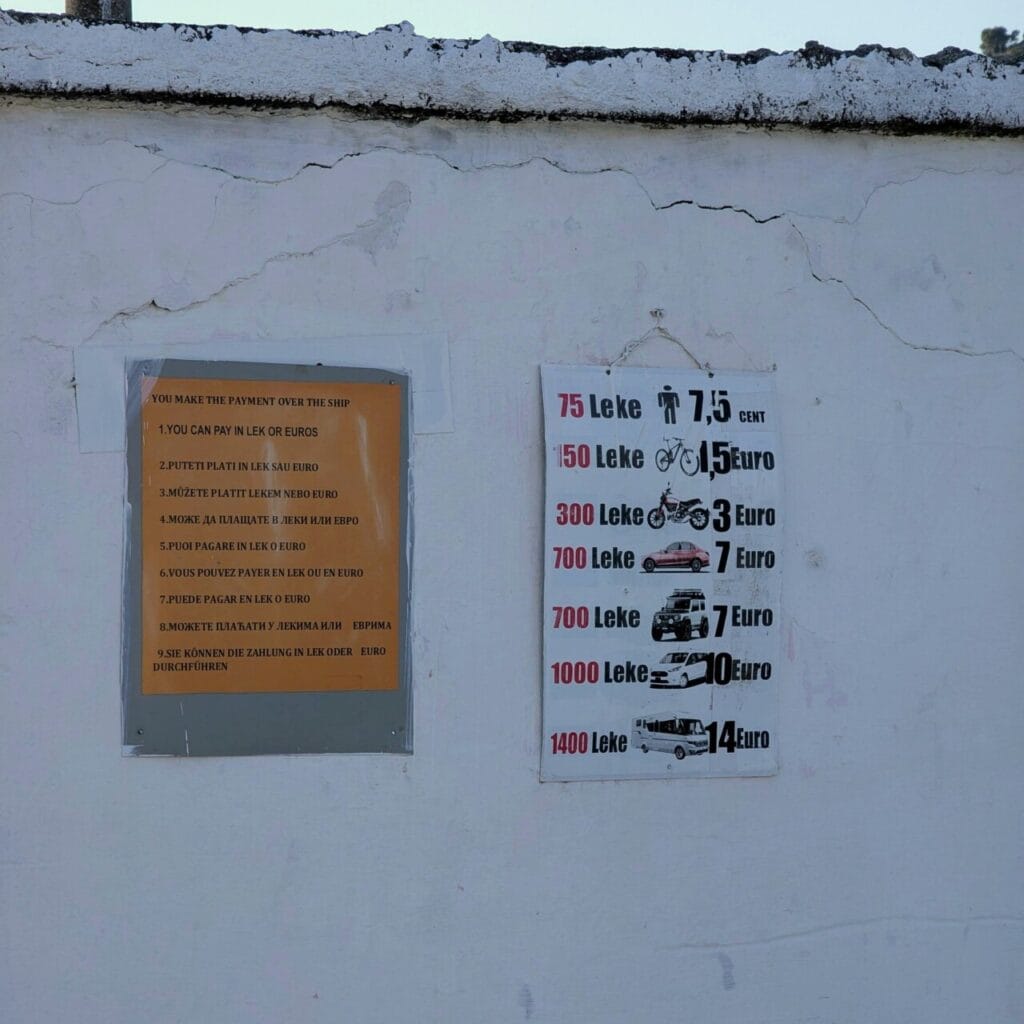 YOU MAKE THE PAYMENT OVER THE SHIP
1.YOU CAN PAY IN LEK OR EUROS
2.PUTETI PLATI IN LEK SAU EURO
3.MŮŽETE PLATIT LEKEM NEBO EURO
4.МОЖЕ ДА ПЛАЩАТЕ В ЛЕКИ ИЛИ ЕВРО
5.PUOI PAGARE IN LEK O EURO
6.VOUS POUVEZ PAYER EN LEK OU EN EURO
7.PUEDE PAGAR EN LEK O EURO
8.МОЖЕТЕ ПЛАЋАТИ У ЛЕКИМА ИЛИ ЕВРИМА
9.SIE KÖNNEN DIE ZAHLUNG IN LEK ODER EURO
DURCHFÜHREN
75 Leke 7,5 CENT
150 Leke 1,5 Euro
300 Leke 3 Euro
700 Leke 7 Euro
700 Leke 7 Euro
1000 Leke 10 Euro
1400 Leke 14 Euro